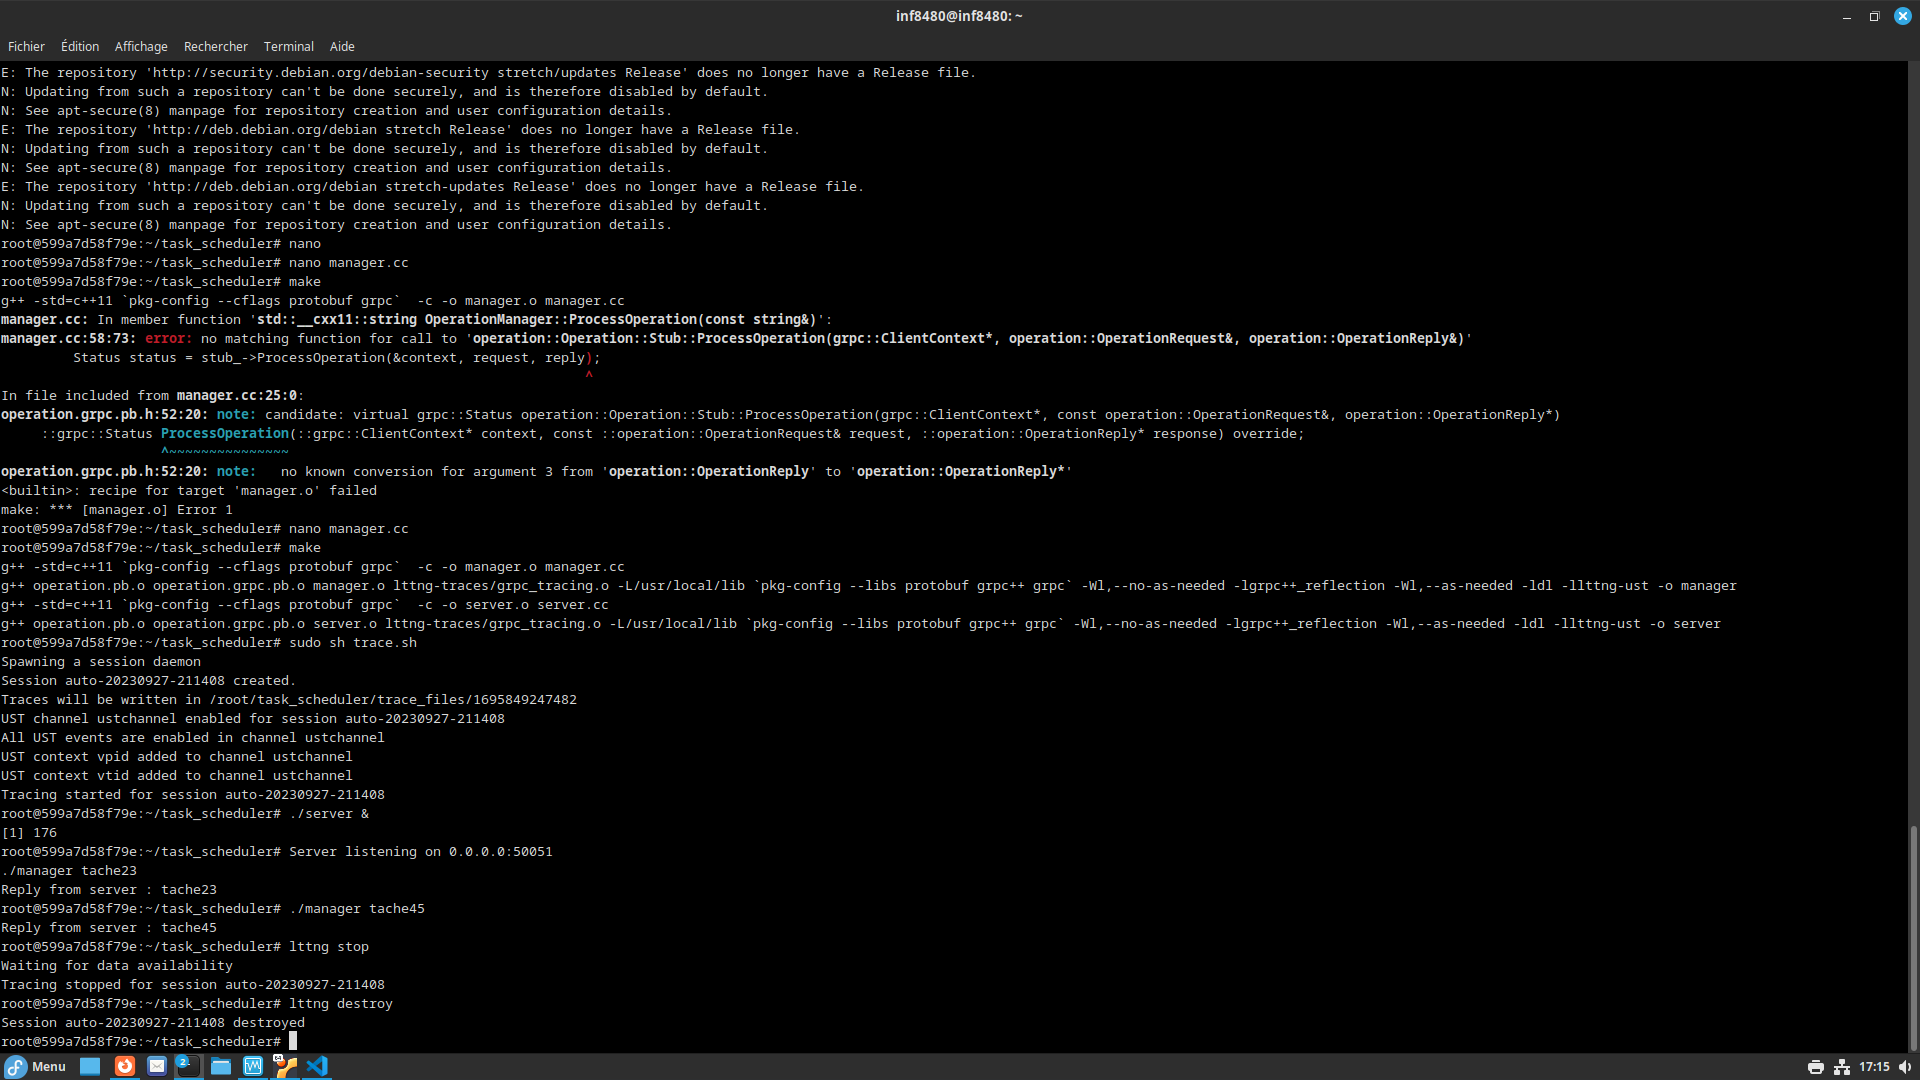 inf8480@inf8480: ~
Fichier Édition Affichage Rechercher Terminal Aide
E: The repository 'http://security.debian.org/debian-security stretch/updates Release' does no longer have a Release file.
N: Updating from such a repository can't be done securely, and is therefore disabled by default.
N: See apt-secure(8) manpage for repository creation and user configuration details.
E: The repository 'http://deb.debian.org/debian stretch Release' does no longer have a Release file.
N: Updating from such a repository can't be done securely, and is therefore disabled by default.
N: See apt-secure(8) manpage for repository creation and user configuration details.
E: The repository 'http://deb.debian.org/debian stretch-updates Release' does no longer have a Release file.
N: Updating from such a repository can't be done securely, and is therefore disabled by default.
N: See apt-secure(8) manpage for repository creation and user configuration details.
root@599a7d58f79e:~/task_scheduler# nano
root@599a7d58f79e:~/task_scheduler# nano manager.cc
root@599a7d58f79e:~/task_scheduler# make
g++ -std=c++11 `pkg-config --cflags protobuf grpc`  -c -o manager.o manager.cc
manager.cc: In member function 'std::__cxx11::string OperationManager::ProcessOperation(const string&)':
manager.cc:58:73: error: no matching function for call to 'operation::Operation::Stub::ProcessOperation(grpc::ClientContext*, operation::OperationRequest&, operation::OperationReply&)'
         Status status = stub_->ProcessOperation(&context, request, reply);
                                                                         ^
In file included from manager.cc:25:0:
operation.grpc.pb.h:52:20: note: candidate: virtual grpc::Status operation::Operation::Stub::ProcessOperation(grpc::ClientContext*, const operation::OperationRequest&, operation::OperationReply*)
     ::grpc::Status ProcessOperation(::grpc::ClientContext* context, const ::operation::OperationRequest& request, ::operation::OperationReply* response) override;
                    ^~~~~~~~~~~~~~~~
operation.grpc.pb.h:52:20: note:   no known conversion for argument 3 from 'operation::OperationReply' to 'operation::OperationReply*'
<builtin>: recipe for target 'manager.o' failed
make: *** [manager.o] Error 1
root@599a7d58f79e:~/task_scheduler# nano manager.cc
root@599a7d58f79e:~/task_scheduler# make
g++ -std=c++11 `pkg-config --cflags protobuf grpc`  -c -o manager.o manager.cc
g++ operation.pb.o operation.grpc.pb.o manager.o lttng-traces/grpc_tracing.o -L/usr/local/lib `pkg-config --libs protobuf grpc++ grpc` -Wl,--no-as-needed -lgrpc++_reflection -Wl,--as-needed -ldl -llttng-ust -o manager
g++ -std=c++11 `pkg-config --cflags protobuf grpc`  -c -o server.o server.cc
g++ operation.pb.o operation.grpc.pb.o server.o lttng-traces/grpc_tracing.o -L/usr/local/lib `pkg-config --libs protobuf grpc++ grpc` -Wl,--no-as-needed -lgrpc++_reflection -Wl,--as-needed -ldl -llttng-ust -o server
root@599a7d58f79e:~/task_scheduler# sudo sh trace.sh
Spawning a session daemon
Session auto-20230927-211408 created.
Traces will be written in /root/task_scheduler/trace_files/1695849247482
UST channel ustchannel enabled for session auto-20230927-211408
All UST events are enabled in channel ustchannel
UST context vpid added to channel ustchannel
UST context vtid added to channel ustchannel
Tracing started for session auto-20230927-211408
root@599a7d58f79e:~/task_scheduler# ./server &
[1] 176
root@599a7d58f79e:~/task_scheduler# Server listening on 0.0.0.0:50051
./manager tache23
Reply from server : tache23
root@599a7d58f79e:~/task_scheduler# ./manager tache45
Reply from server : tache45
root@599a7d58f79e:~/task_scheduler# lttng stop
Waiting for data availability
Tracing stopped for session auto-20230927-211408
root@599a7d58f79e:~/task_scheduler# lttng destroy
Session auto-20230927-211408 destroyed
root@599a7d58f79e:~/task_scheduler#
Menu 2 64 17:15